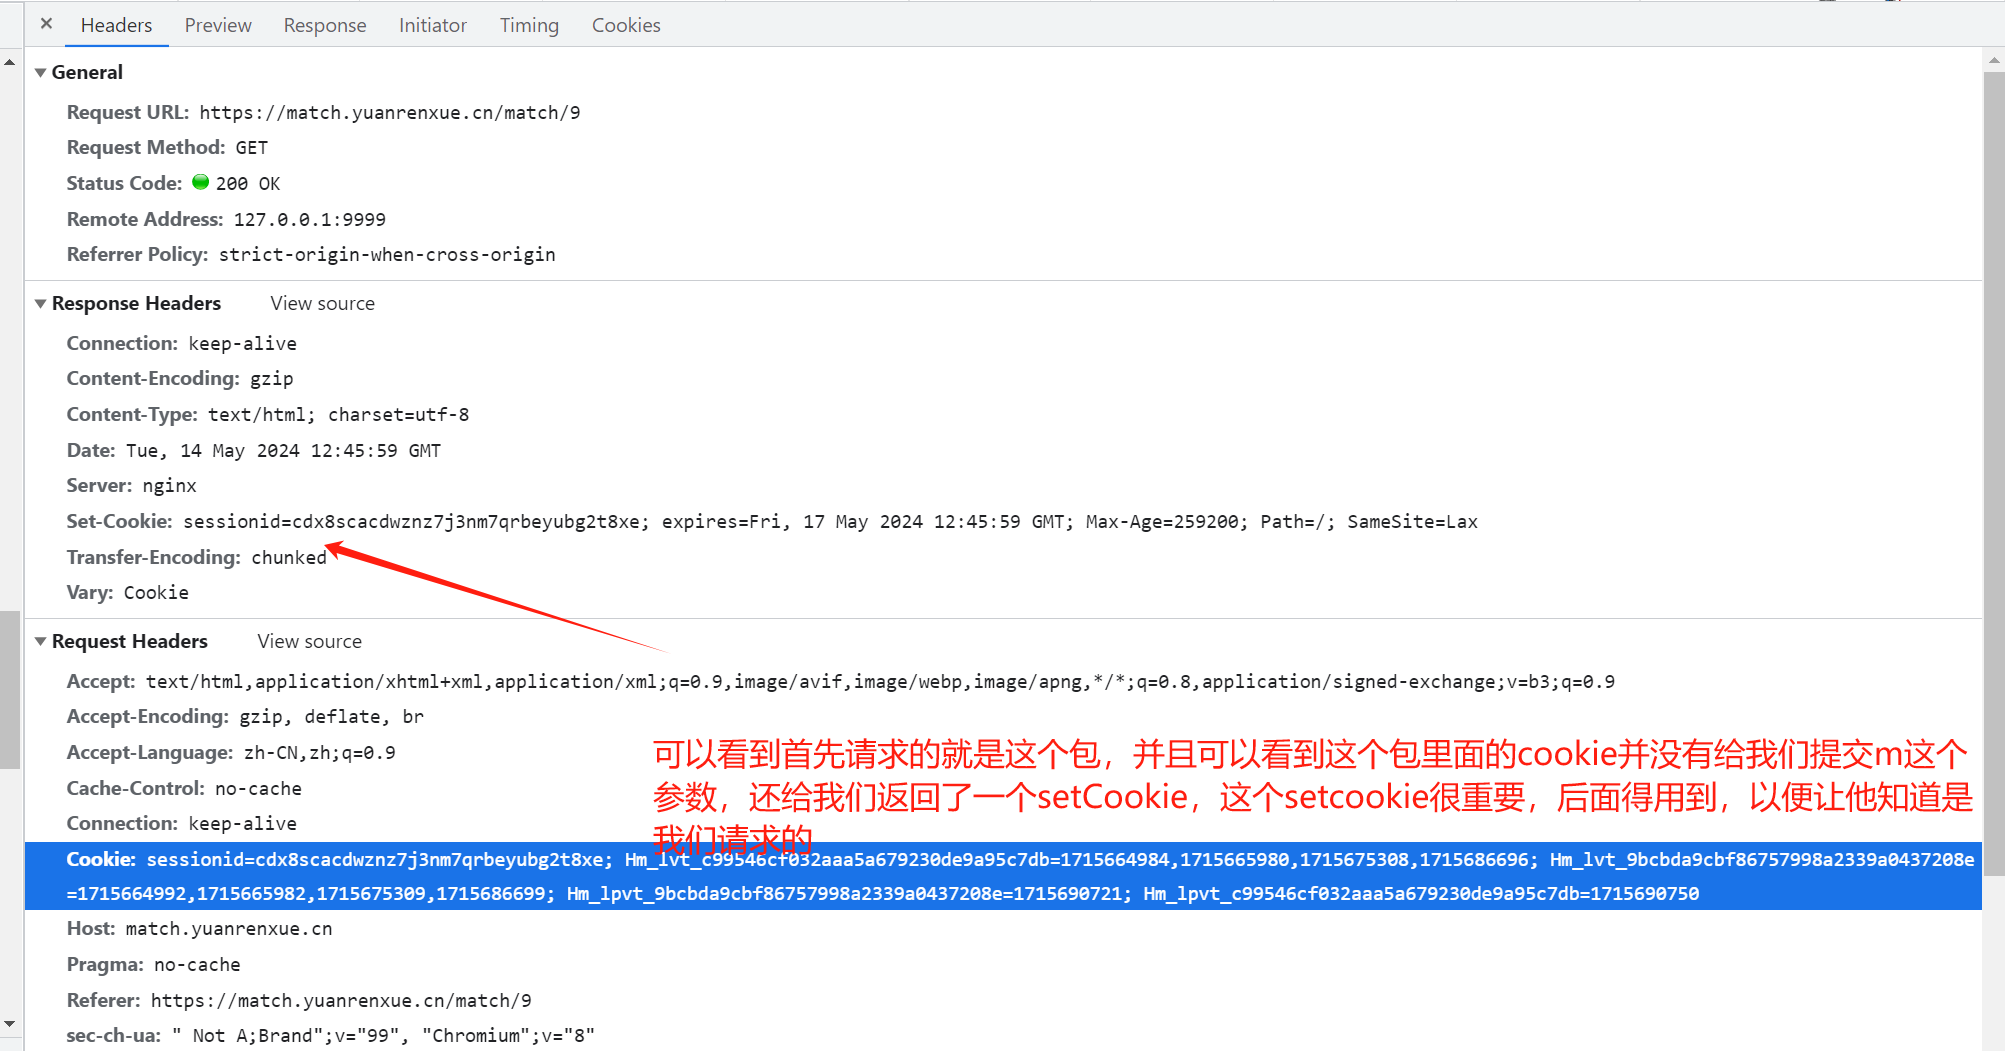 Headers Preview Response Initiator Timing Cookies
General
Request URL: https://match.yuanrenxue.cn/match/9
Request Method: GET
Status Code: 200 OK
Remote Address: 127.0.0.1:9999
Referrer Policy: strict-origin-when-cross-origin
Response Headers View source
Connection: keep-alive
Content-Encoding: gzip
Content-Type: text/html; charset=utf-8
Date: Tue, 14 May 2024 12:45:59 GMT
Server: nginx
Set-Cookie: sessionid=cdx8scacdwznz7j3nm7qrbeyubg2t8xe; expires=Fri, 17 May 2024 12:45:59 GMT; Max-Age=259200; Path=/; SameSite=Lax
Transfer-Encoding: chunked
Vary: Cookie
Request Headers View source
Accept: text/html,application/xhtml+xml,application/xml;q=0.9,image/avif,image/webp,image/apng,*/*;q=0.8,application/signed-exchange;v=b3;q=0.9
Accept-Encoding: gzip, deflate, br
Accept-Language: zh-CN,zh;q=0.9
Cache-Control: no-cache
Connection: keep-alive
可以看到首先请求的就是这个包，并且可以看到这个包里面的cookie并没有给我们提交m这个
参数，还给我们返回了一个setCookie，这个setcookie很重要，后面得用到，以便让他知道是
我们请求的
Cookie: sessionid=cdx8scacdwznz7j3nm7qrbeyubg2t8xe; Hm_lvt_c99546cf032aaa5a679230de9a95c7db=1715664984,1715665980,1715675308,1715686696; Hm_lvt_9bcbda9cbf86757998a2339a0437208e
=1715664992,1715665982,1715675309,1715686699; Hm_lpvt_9bcbda9cbf86757998a2339a0437208e=1715690721; Hm_lpvt_c99546cf032aaa5a679230de9a95c7db=1715690750
Host: match.yuanrenxue.cn
Pragma: no-cache
Referer: https://match.yuanrenxue.cn/match/9
sec-ch-ua: " Not A;Brand";v="99", "Chromium";v="8"